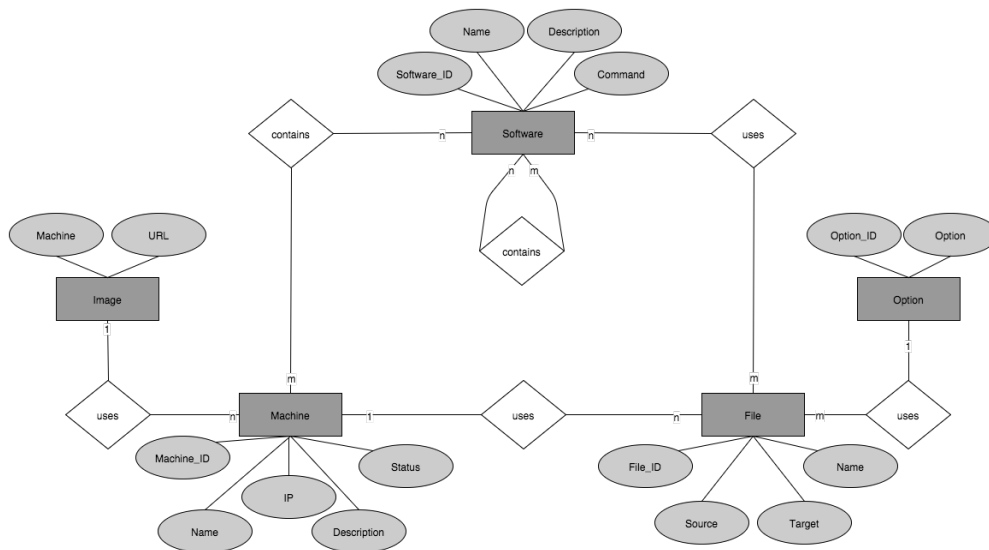 Name
Description
Software_ID
Command
contains
n
Software
n
uses
n
m
Machine
URL
contains
Option_ID
Option
Image
Option
1
1
m
m
uses
n
Machine
1
uses
n
File
m
uses
Machine_ID
Status
File_ID
Name
IP
Name
Description
Source
Target